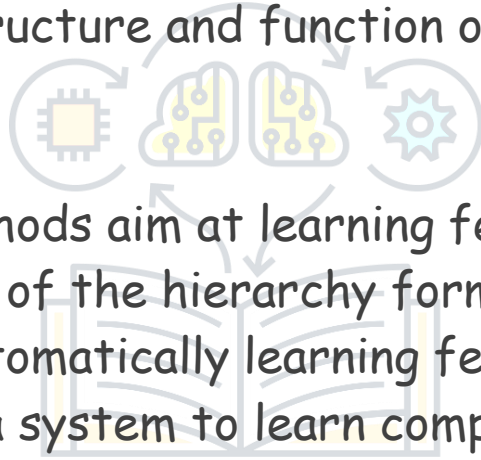 ructure and function o
hods aim at learning fe
of the hierarchy form
tomatically learning fe
a system to learn comp